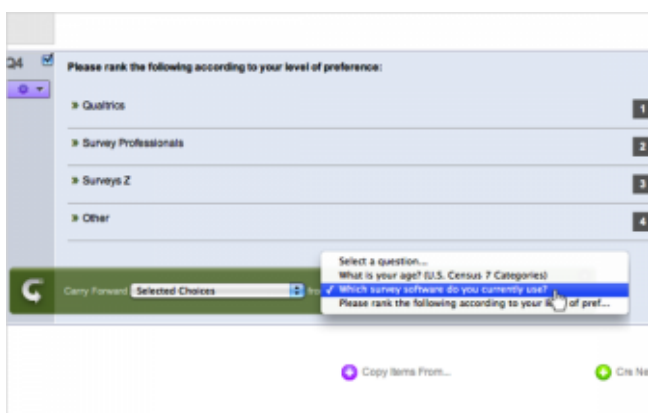 Q4
Please rank the following according to your level of preference:
» Qualtrics
1
» Survey Professionals
2
» Surveys Z
3
» Other
4
Select a question...
What is your age? (U.S. Census 7 Categories)
Carry Forward Selected Choices
✓ Which survey software do you currently use?
Please rank the following according to your of pref...
Copy Items From...